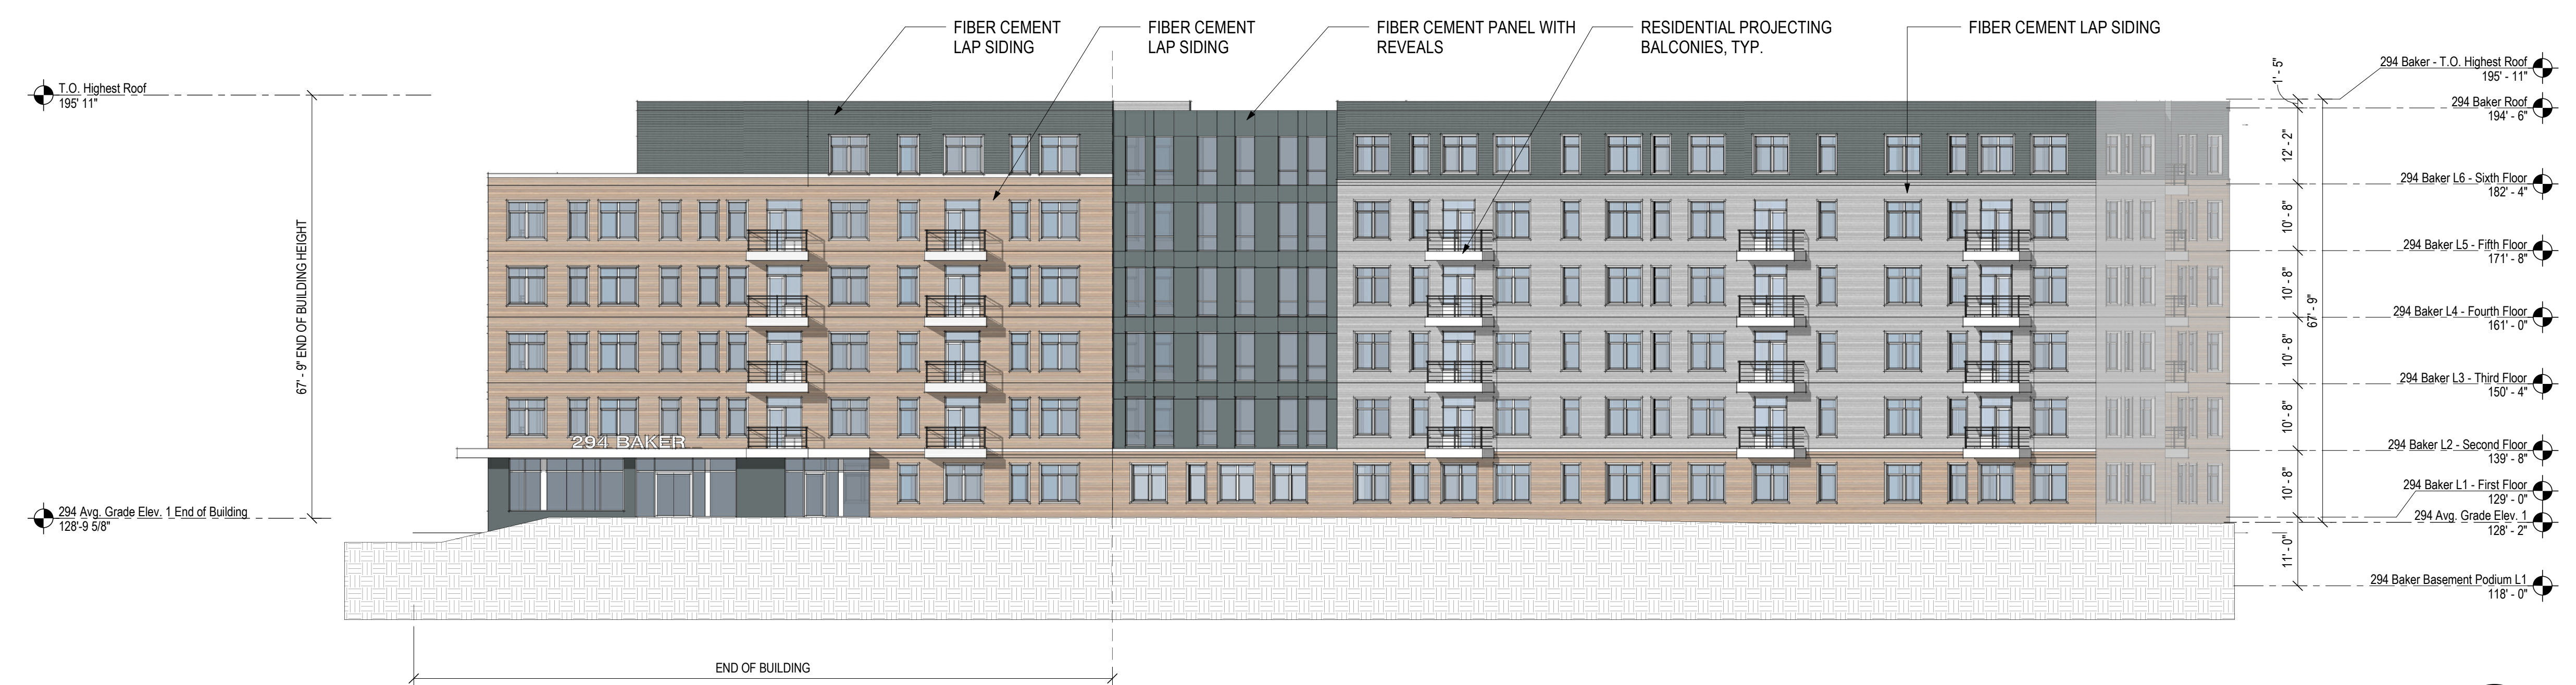 FIBER CEMENT
LAP SIDING
FIBER CEMENT
LAP SIDING
FIBER CEMENT PANEL WITH
REVEALS
RESIDENTIAL PROJECTING
BALCONIES, TYP.
FIBER CEMENT LAP SIDING
T.O. Highest Roof
195' 11"
67' - 9" END OF BUILDING HEIGHT
294 Avg. Grade Elev. 1 End of Building
128'-9 5/8"
294 BAKER
END OF BUILDING
1' - 5"
12' - 2"
10' - 8"
10' - 8"
10' - 8"
10' - 8"
10' - 8"
11' - 0"
67' - 9"
294 Baker - T.O. Highest Roof
195' - 11"
294 Baker Roof
194' - 6"
294 Baker L6 - Sixth Floor
182' - 4"
294 Baker L5 - Fifth Floor
171' - 8"
294 Baker L4 - Fourth Floor
161' - 0"
294 Baker L3 - Third Floor
150' - 4"
294 Baker L2 - Second Floor
139' - 8"
294 Baker L1 - First Floor
129' - 0"
294 Avg. Grade Elev. 1
128' - 2"
294 Baker Basement Podium L1
118' - 0"